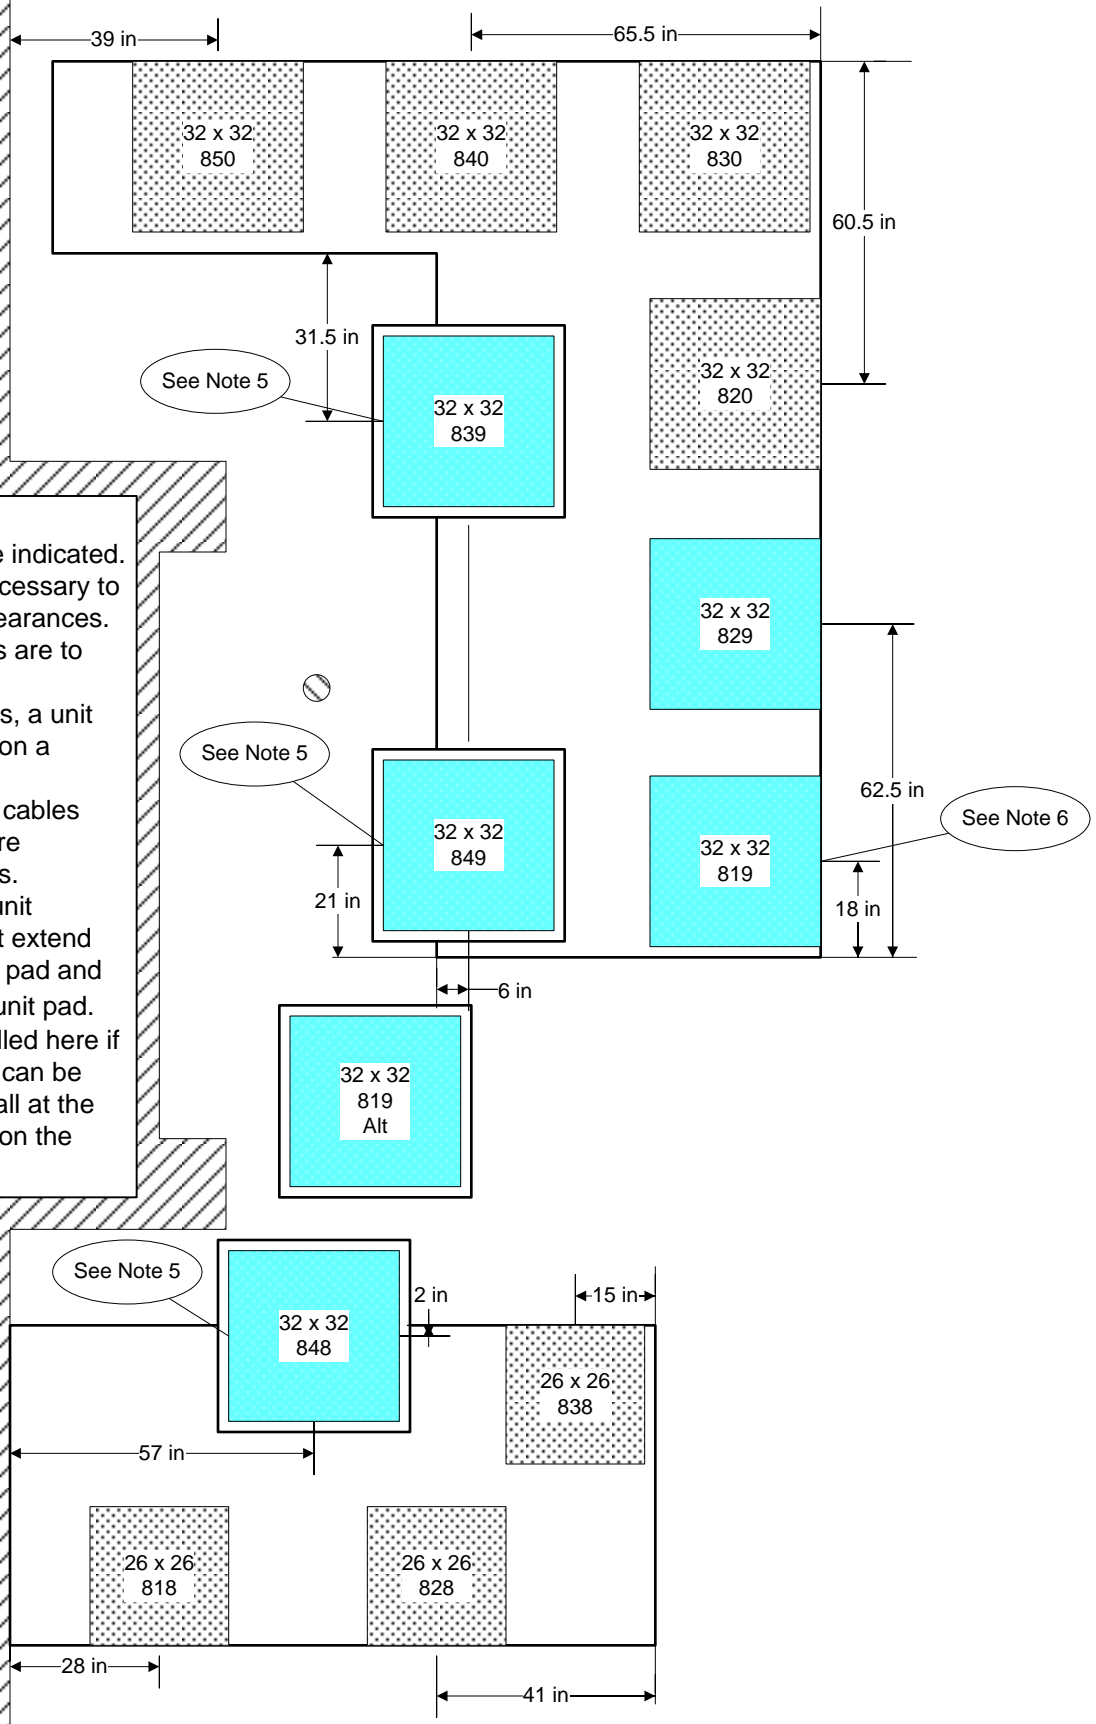 39 in
65.5 in
32 x 32
850
32 x 32
840
32 x 32
830
60.5 in
31.5 in
See Note 5
32 x 32
839
32 x 32
820
e indicated.
cessary to
earances.
s are to
s, a unit
on a
cables
re
s.
unit
t extend
pad and
unit pad.
lled here if
can be
all at the
on the
32 x 32
829
See Note 5
32 x 32
849
21 in
32 x 32
819
62.5 in
See Note 6
18 in
6 in
32 x 32
819
Alt
See Note 5
32 x 32
848
2 in
15 in
26 x 26
838
57 in
26 x 26
818
26 x 26
828
28 in
41 in